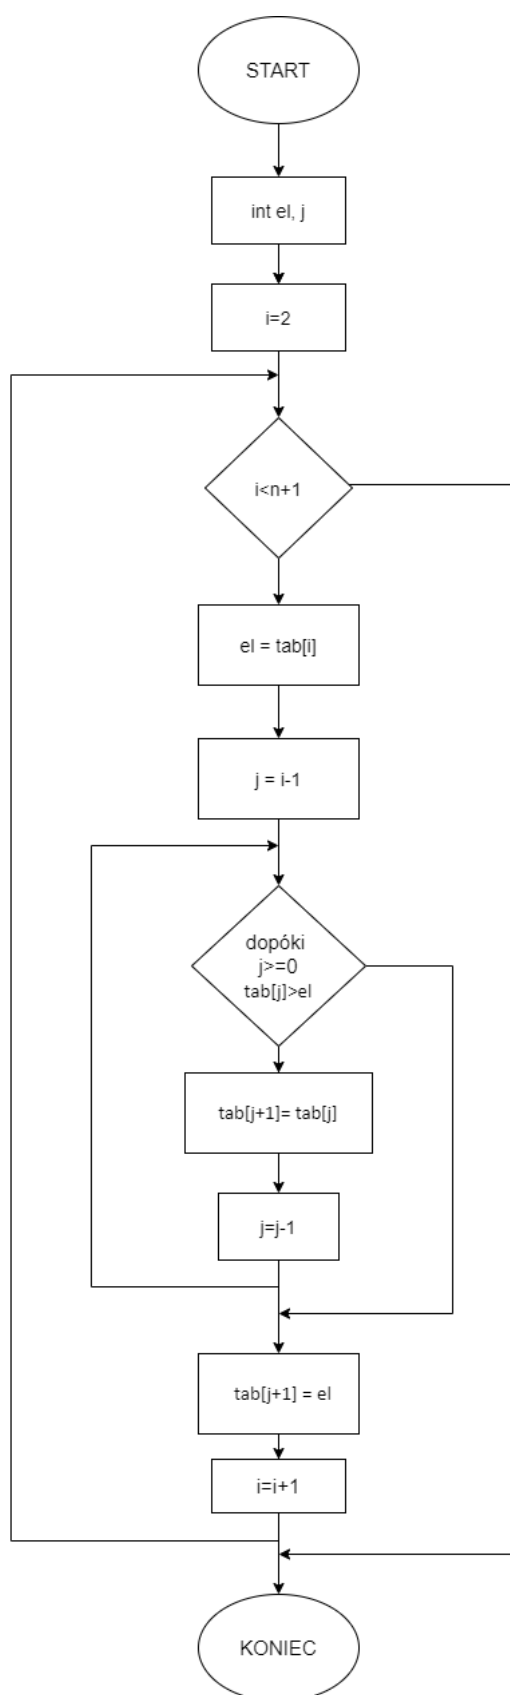 START
int el, j
i=2
i<n+1
el = tab[i]
j = i-1
dopóki
j>=0
tab[j]>el
tab[j+1]= tab[j]
j=j-1
tab[j+1] = el
i=i+1
KONIEC